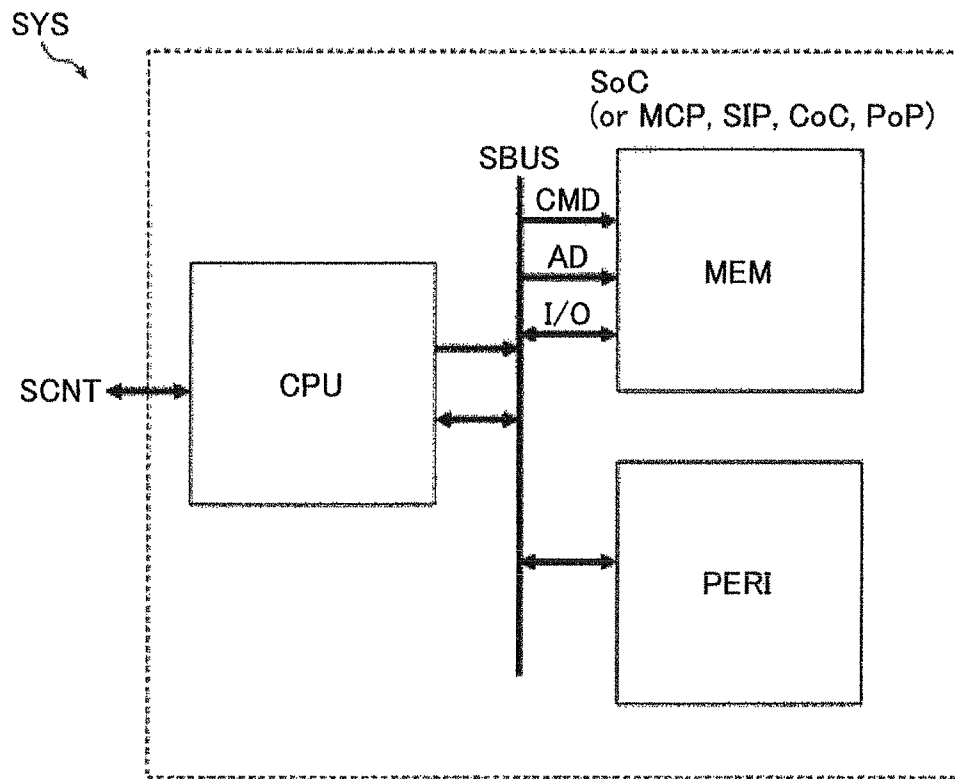 SYS
SoC
(or MCP, SIP, CoC, PoP)
SBUS
CMD
AD
I/O
MEM
CPU
SCNT
PERI